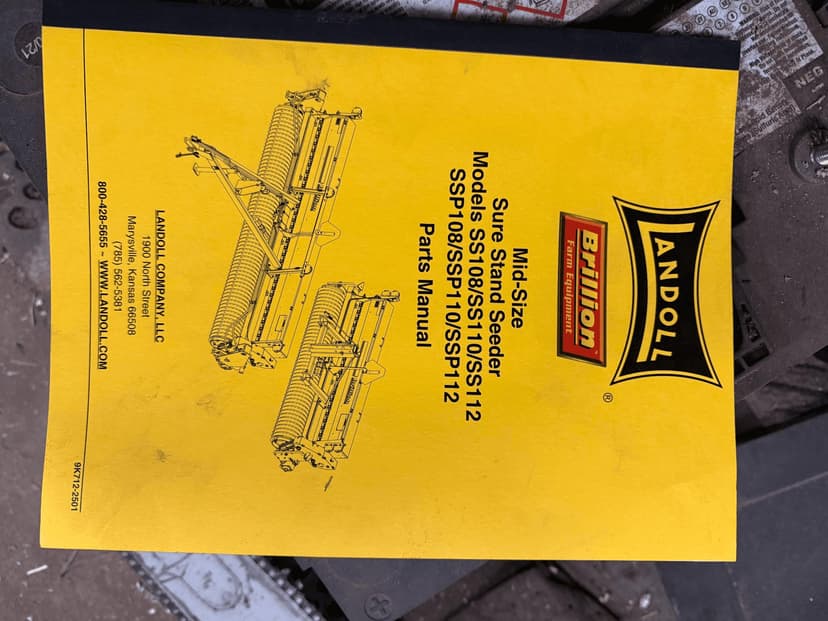 LANDOLL
®
Brillion
Farm Equipment
Mid-Size
Sure Stand Seeder
Models SS108/SS110/SS112
SSP108/SSP110/SSP112
Parts Manual
LANDOLL COMPANY, LLC
1900 North Street
Marysville, Kansas 66508
(785) 562-5381
800-428-5655 ~ WWW.LANDOLL.COM
9K712-2501
NEG